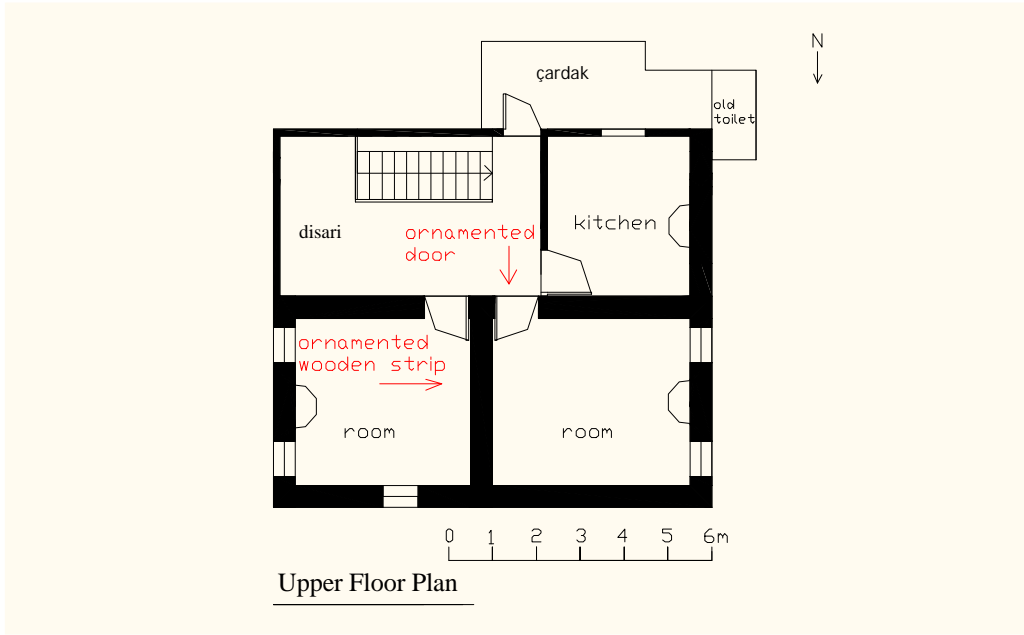 N
çardak
old
toilet
kitchen
disari
ornamented
door
ornamented
wooden strip
room
room
0 1 2 3 4 5 6m
Upper Floor Plan